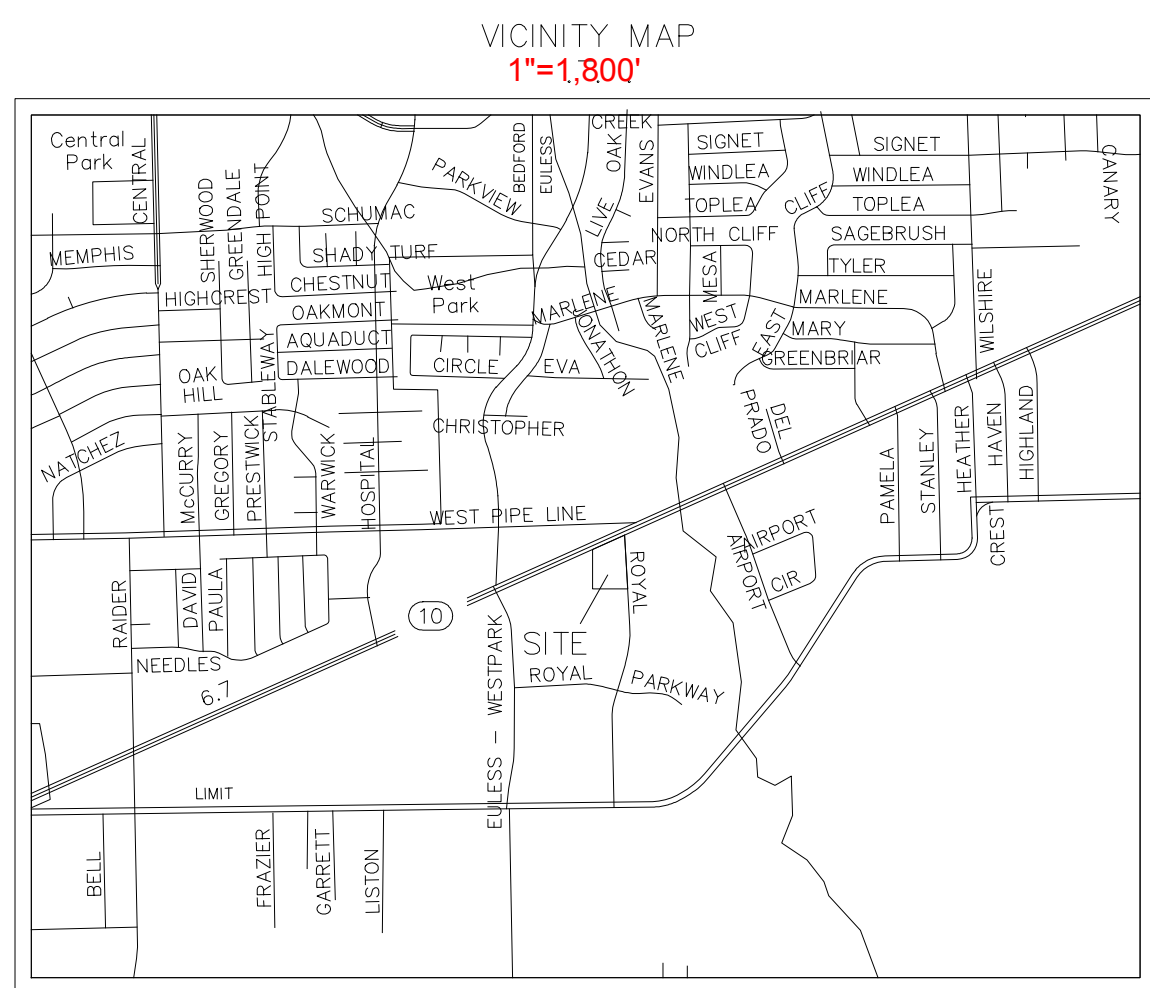 VICINITY MAP
1"=1,800'
Central
Park
CENTRAL
MEMPHIS
SHERWOOD
GREENDALE
HIGH POINT
SCHUMAC
PARKVIEW
BEDFORD
EULESS
CREEK
LIVE OAK
EVANS
SIGNET
WINDLEA
TOPLEA
CLIFF
SIGNET
WINDLEA
TOPLEA
CANARY
SHADY TURF
CHESTNUT
West
Park
HIGHCREST
OAKMONT
AQUADUCT
DALEWOOD
STABLEWAY
NORTH CLIFF
CEDAR
MESA
SAGEBRUSH
TYLER
MARLENE
MARLENE
JONATHON
MARLENE
WEST
CLIFF
EAST
MARY
GREENBRIAR
WILSHIRE
CIRCLE
EVA
OAK
HILL
CHRISTOPHER
DEL
PRADO
NATCHEZ
McCURRY
GREGORY
PRESTWICK
WARWICK
HOSPITAL
PAMELA
STANLEY
HEATHER
HAVEN
HIGHLAND
WEST PIPE LINE
AIRPORT
AIRPORT
CIR
CREST
RAIDER
DAVID
PAULA
10
ROYAL
SITE
NEEDLES
6.7
EULESS - WESTPARK
ROYAL
PARKWAY
LIMIT
BELL
FRAZIER
GARRETT
LISTON